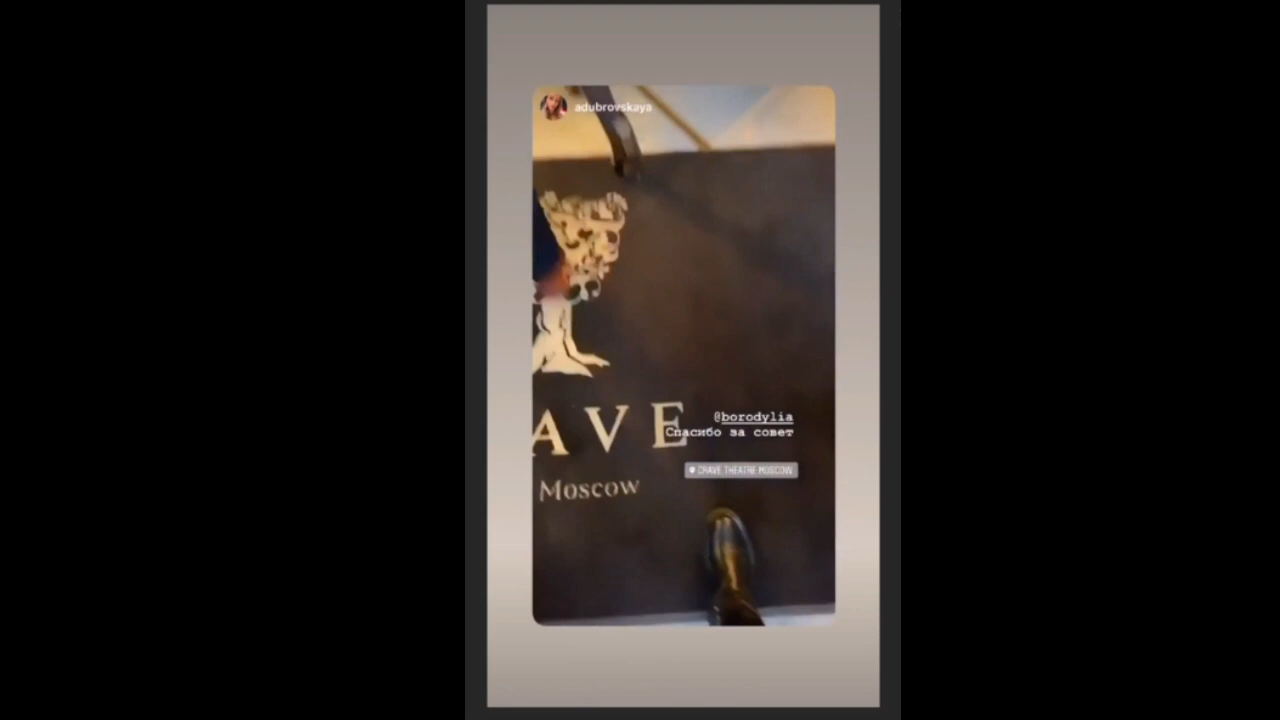 adubrovskaya
AVE
@borodylia
Спасибо за совет
CRAVE THEATRE MOSCOW
Moscow